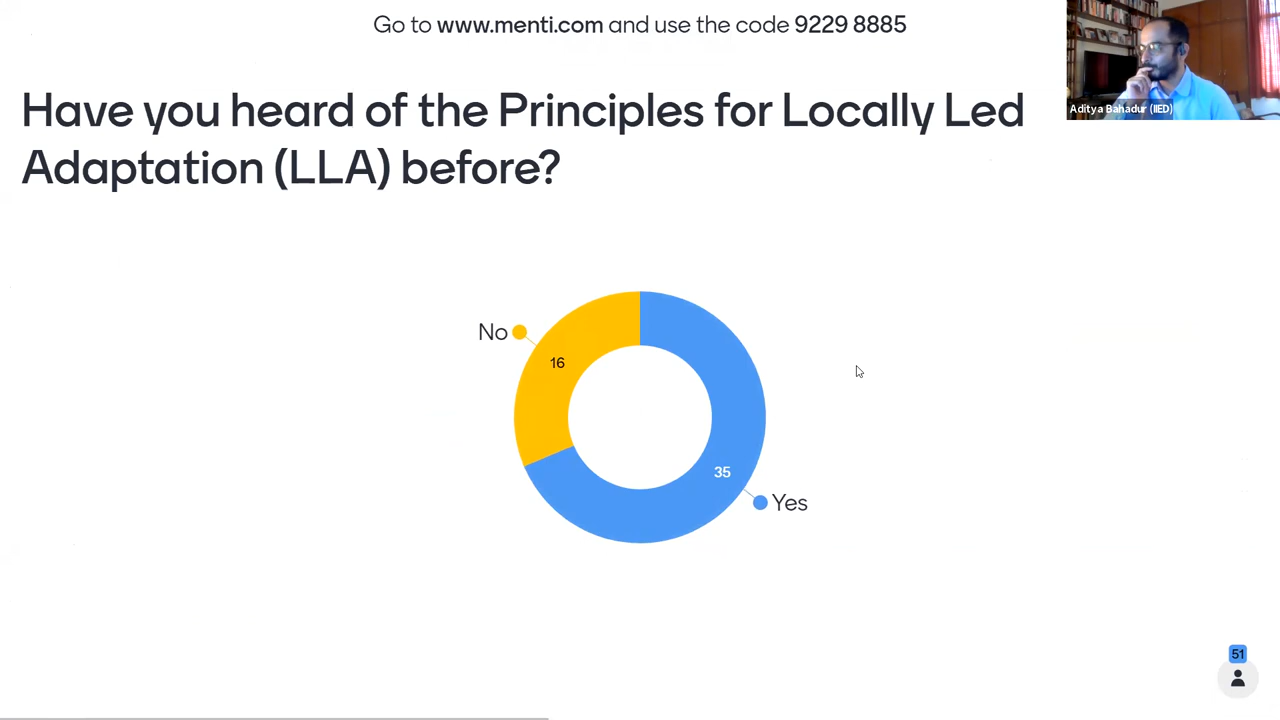 Go to www.menti.com and use the code 9229 8885
Have you heard of the Principles for Locally Led
Adaptation (LLA) before?
Aditya Bahadur (IIED)
No
16
35
Yes
51